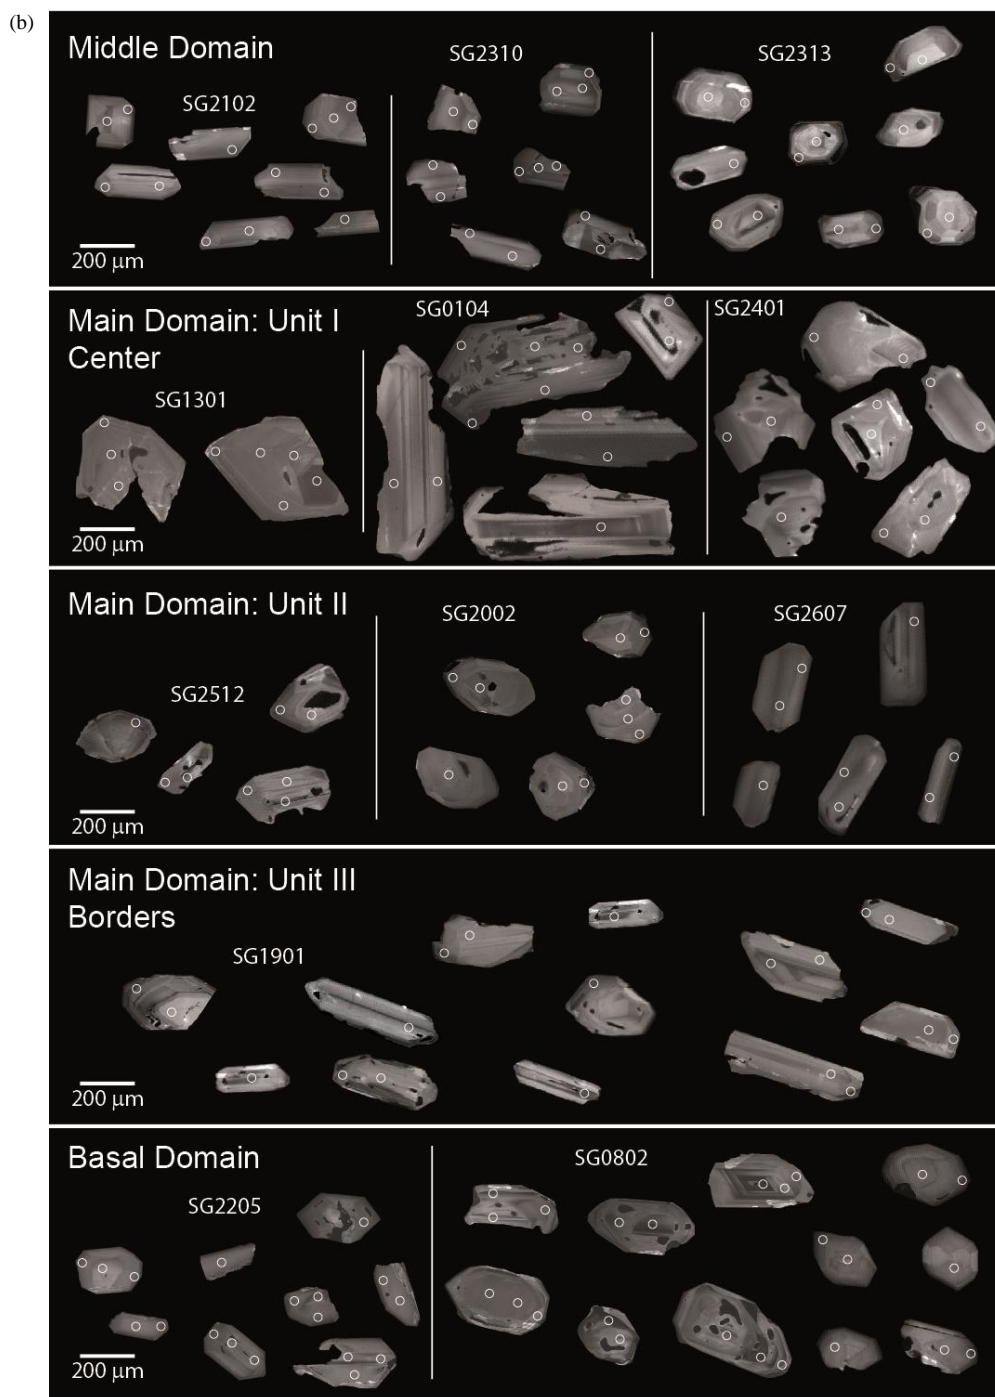 (b)
Middle Domain
SG2102
SG2310
SG2313
200 µm
Main Domain: Unit I
Center
SG1301
SG0104
SG2401
200 µm
Main Domain: Unit II
SG2512
SG2002
SG2607
200 µm
Main Domain: Unit III
Borders
SG1901
200 µm
Basal Domain
SG2205
SG0802
200 µm